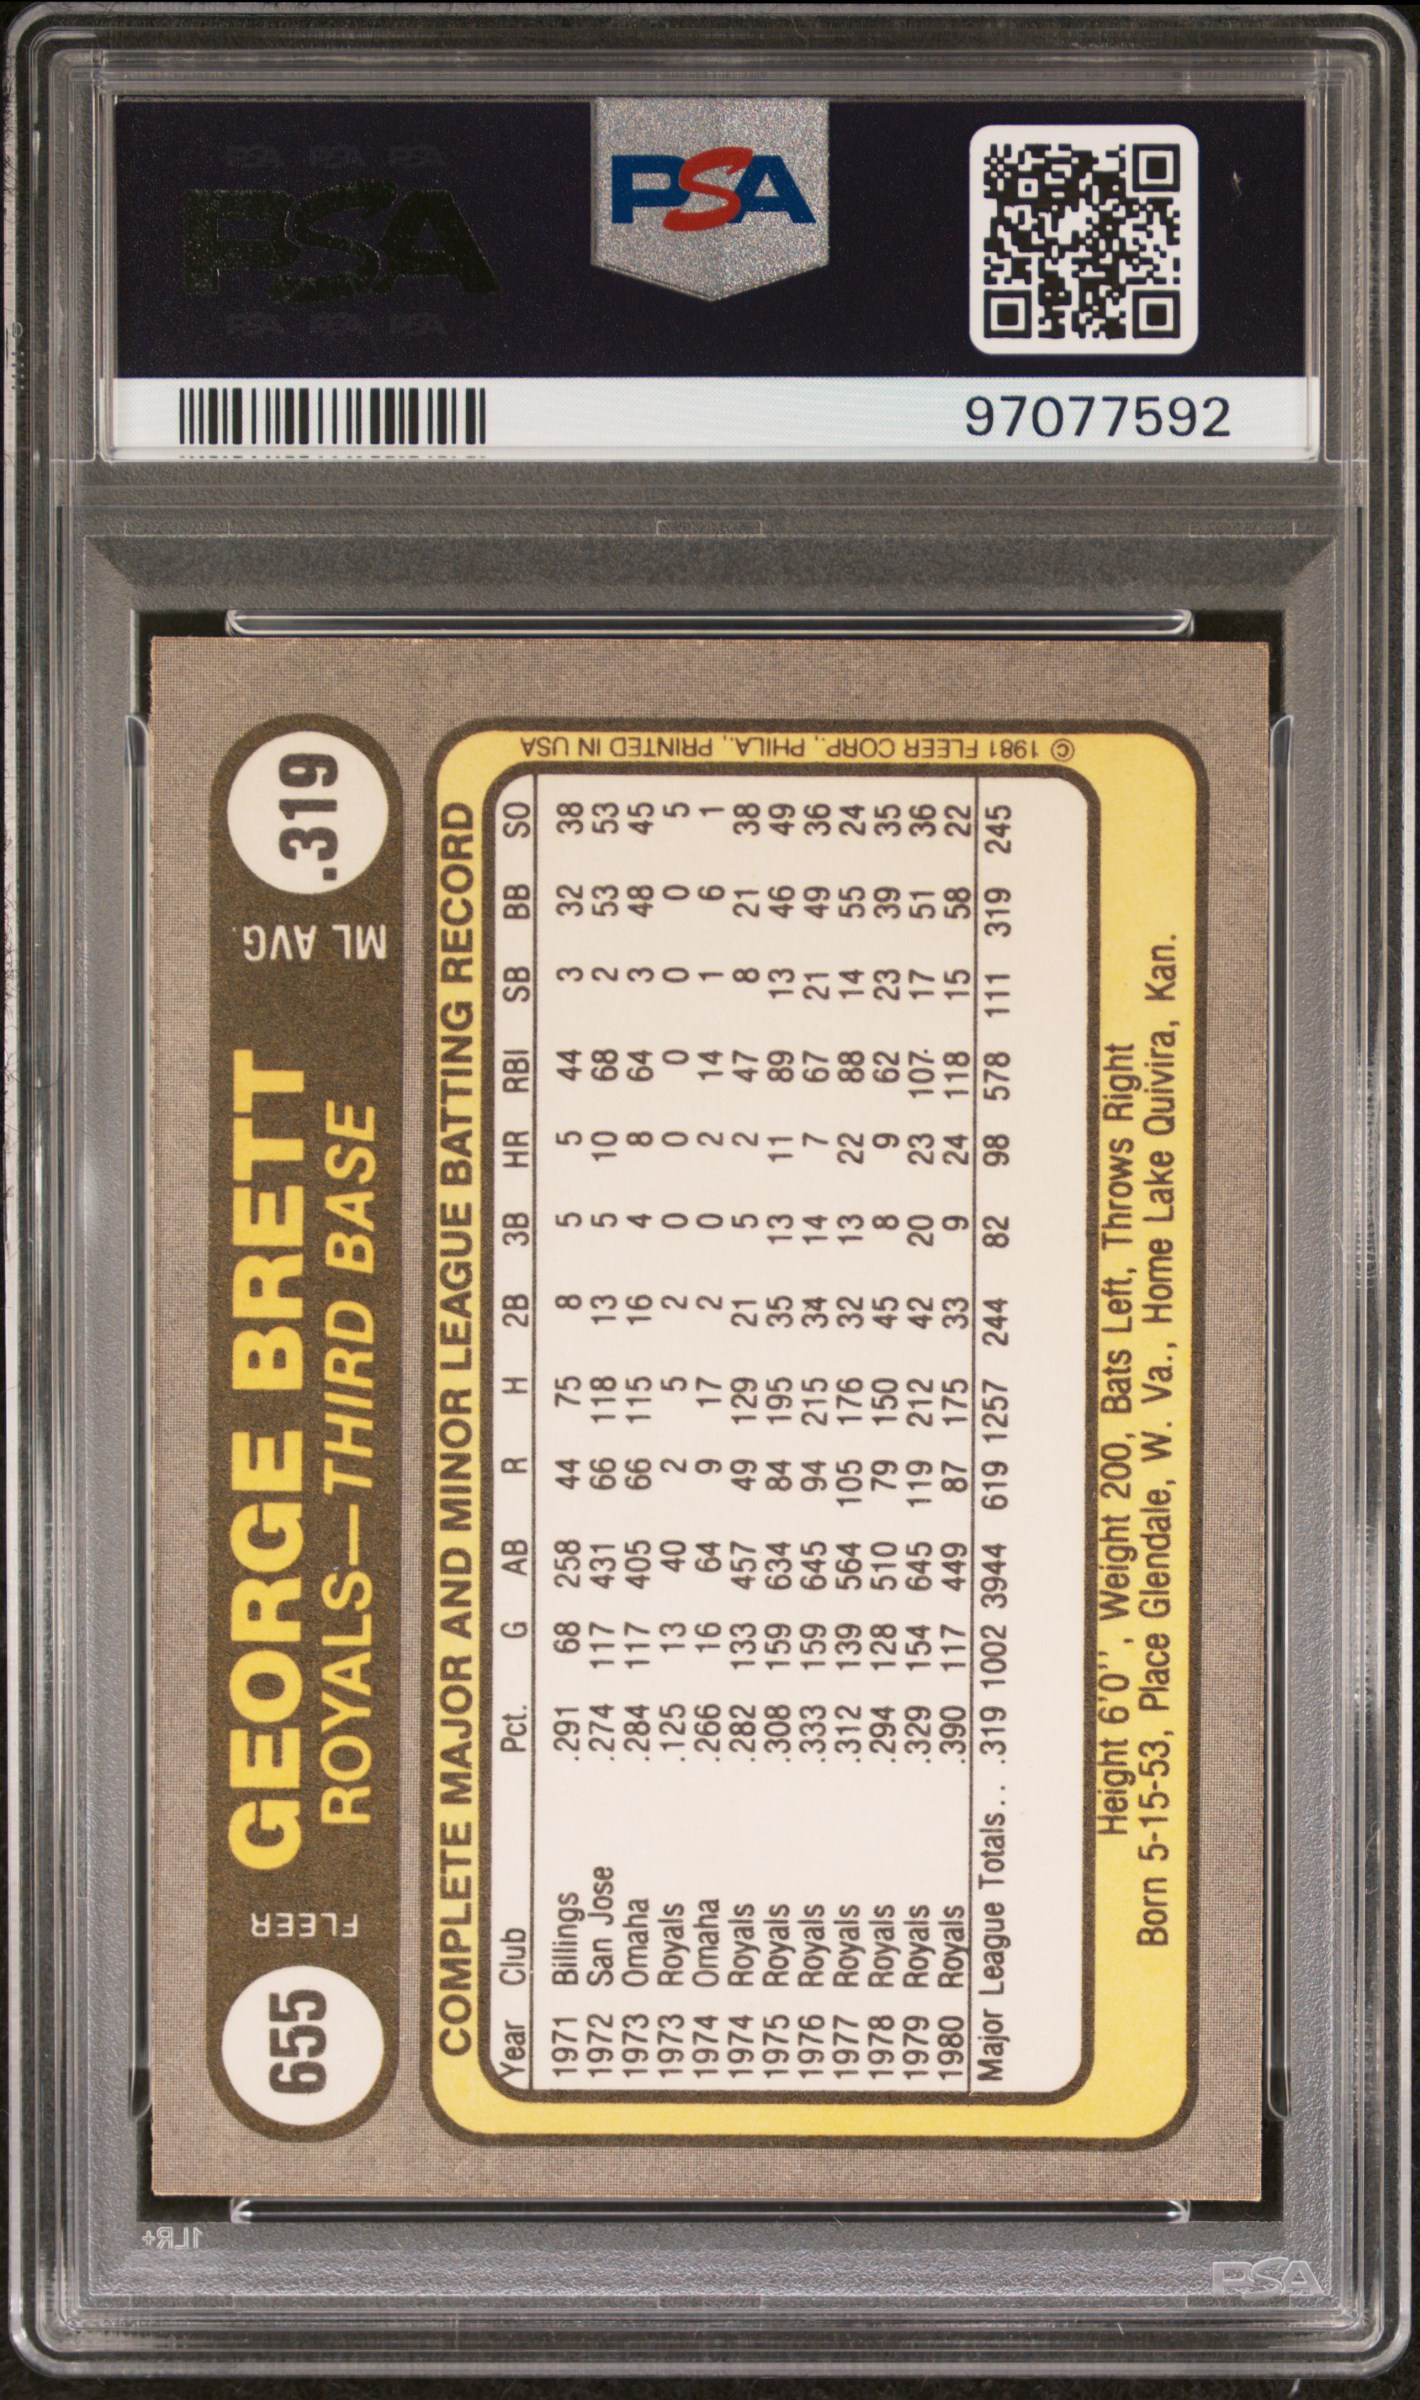 PSA PSA PSA
PSA
PSA PSA PSA
PSA
97077592
655
FLEER
GEORGE BRETT
ROYALS—THIRD BASE
ML AVG.
.319
COMPLETE MAJOR AND MINOR LEAGUE BATTING RECORD
Year Club Pct. G AB R H 2B 3B HR RBI SB BB SO
1971 Billings .291 68 258 44 75 8 5 5 44 3 32 38
1972 San Jose .274 117 431 66 118 13 5 10 68 2 53 53
1973 Omaha .284 117 405 66 115 16 4 8 64 3 48 45
1973 Royals .125 13 40 2 5 2 0 0 0 0 0 5
1974 Omaha .266 16 64 9 17 2 0 2 14 1 6 1
1974 Royals .282 133 457 49 129 21 5 2 47 8 21 38
1975 Royals .308 159 634 84 195 35 13 11 89 13 46 49
1976 Royals .333 159 645 94 215 34 14 7 67 21 49 36
1977 Royals .312 139 564 105 176 32 13 22 88 14 55 24
1978 Royals .294 128 510 79 150 45 8 9 62 23 39 35
1979 Royals .329 154 645 119 212 42 20 23 107 17 51 36
1980 Royals .390 117 449 87 175 33 9 24 118 15 58 22
Major League Totals. . .319 1002 3944 619 1257 244 82 98 578 111 319 245
© 1981 FLEER CORP., PHILA., PRINTED IN USA
Height 6'0'', Weight 200, Bats Left, Throws Right
Born 5-15-53, Place Glendale, W. Va., Home Lake Quivira, Kan.
1LR+
PSA